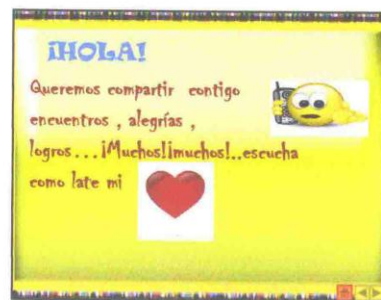 ¡HOLA!
Queremos compartir contigo
encuentros , alegrías ,
logros...¡Muchos!¡muchos!..escucha
como late mi